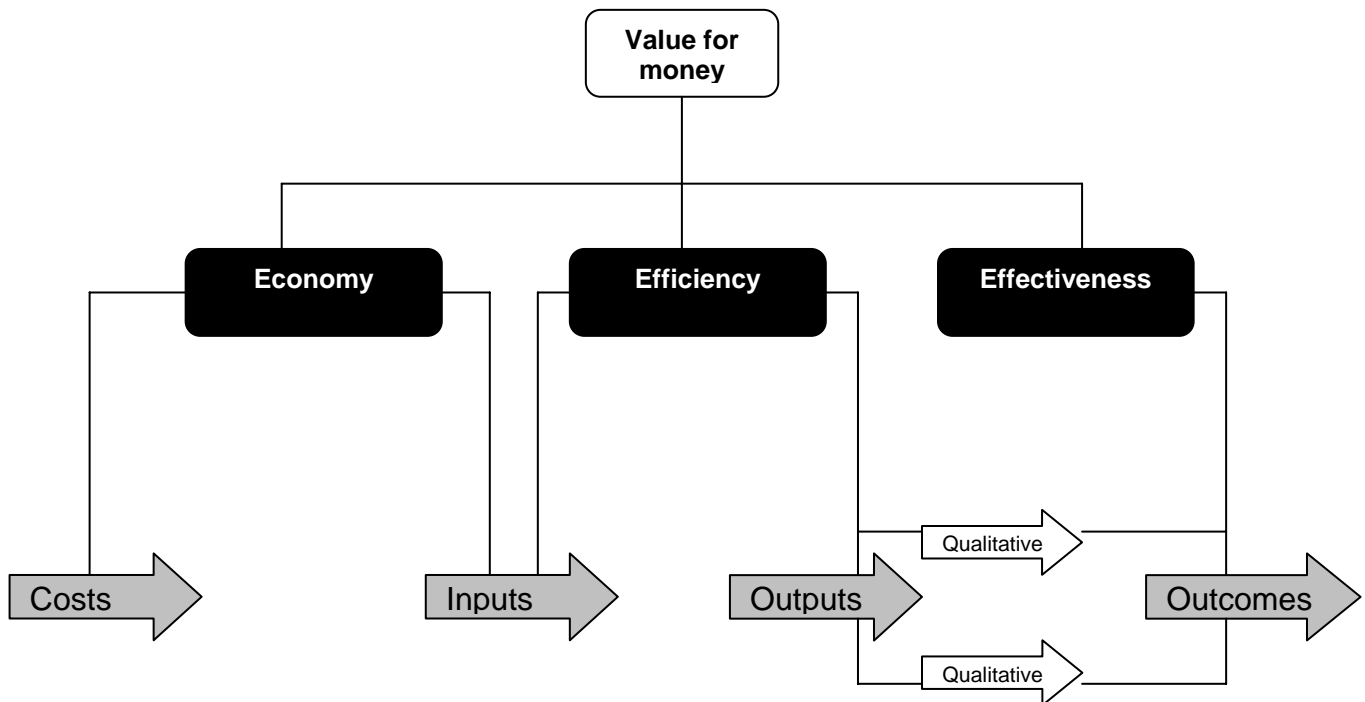 Value for
money
Economy
Efficiency
Effectiveness
Qualitative
Costs
Inputs
Outputs
Outcomes
Qualitative